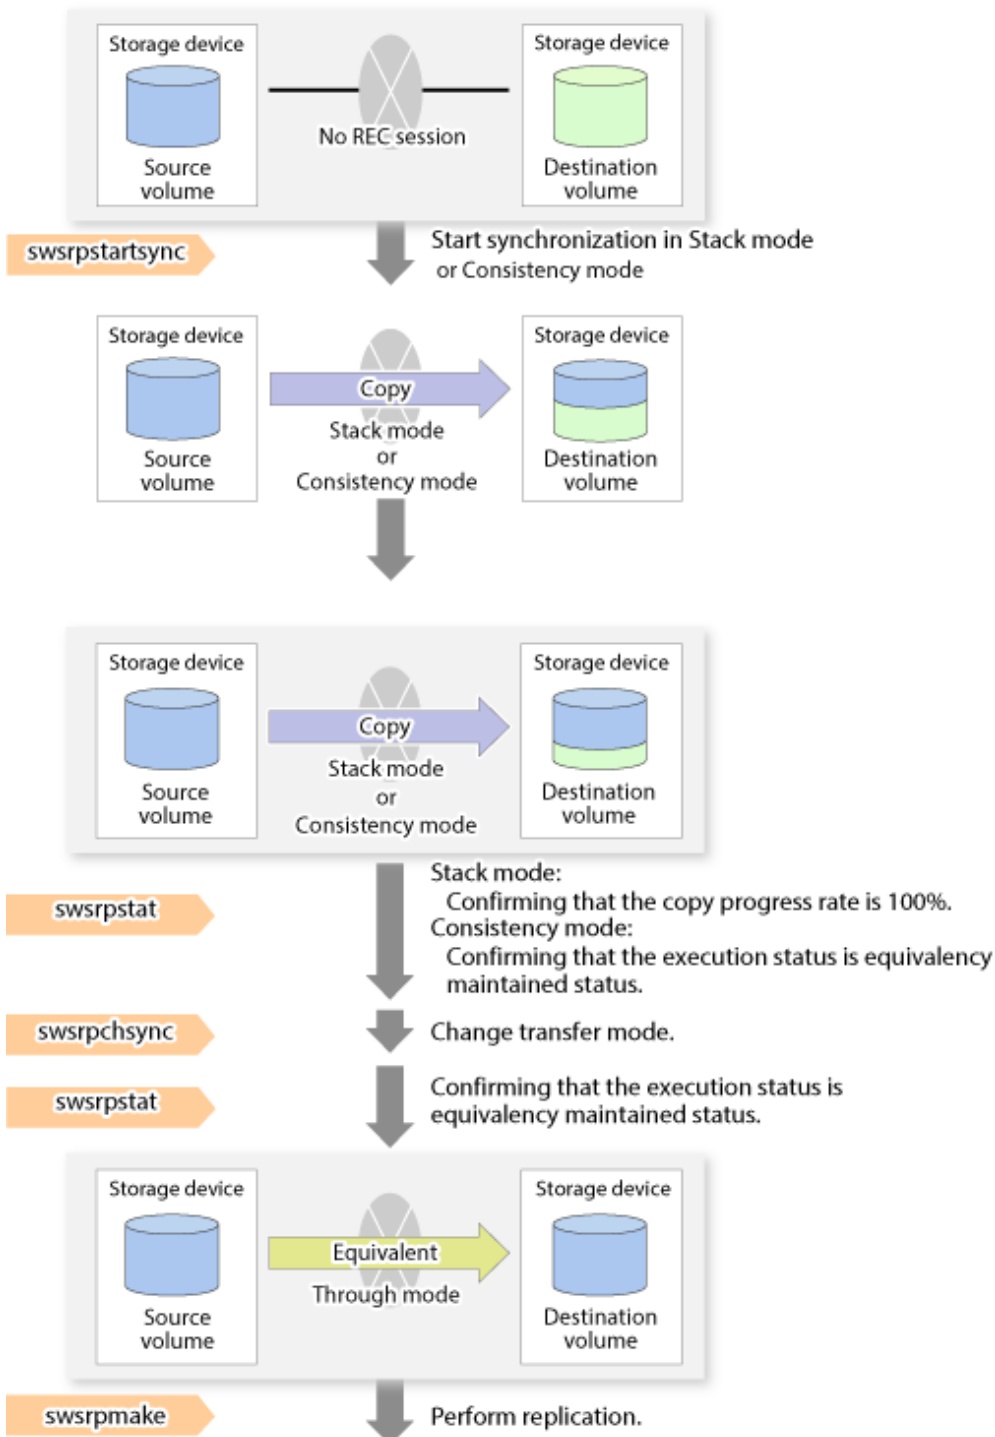 Storage device
Storage device
No REC session
Source
volume
Destination
volume
swsrpstartsync
Start synchronization in Stack mode
or Consistency mode
Storage device
Storage device
Copy
Stack mode
or
Consistency mode
Source
volume
Destination
volume
Storage device
Storage device
Copy
Stack mode
or
Consistency mode
Source
volume
Destination
volume
swsrpstat
Stack mode:
Confirming that the copy progress rate is 100%.
Consistency mode:
Confirming that the execution status is equivalency
maintained status.
swsrpchsync
Change transfer mode.
swsrpstat
Confirming that the execution status is
equivalency maintained status.
Storage device
Storage device
Equivalent
Through mode
Source
volume
Destination
volume
swsrpmake
Perform replication.